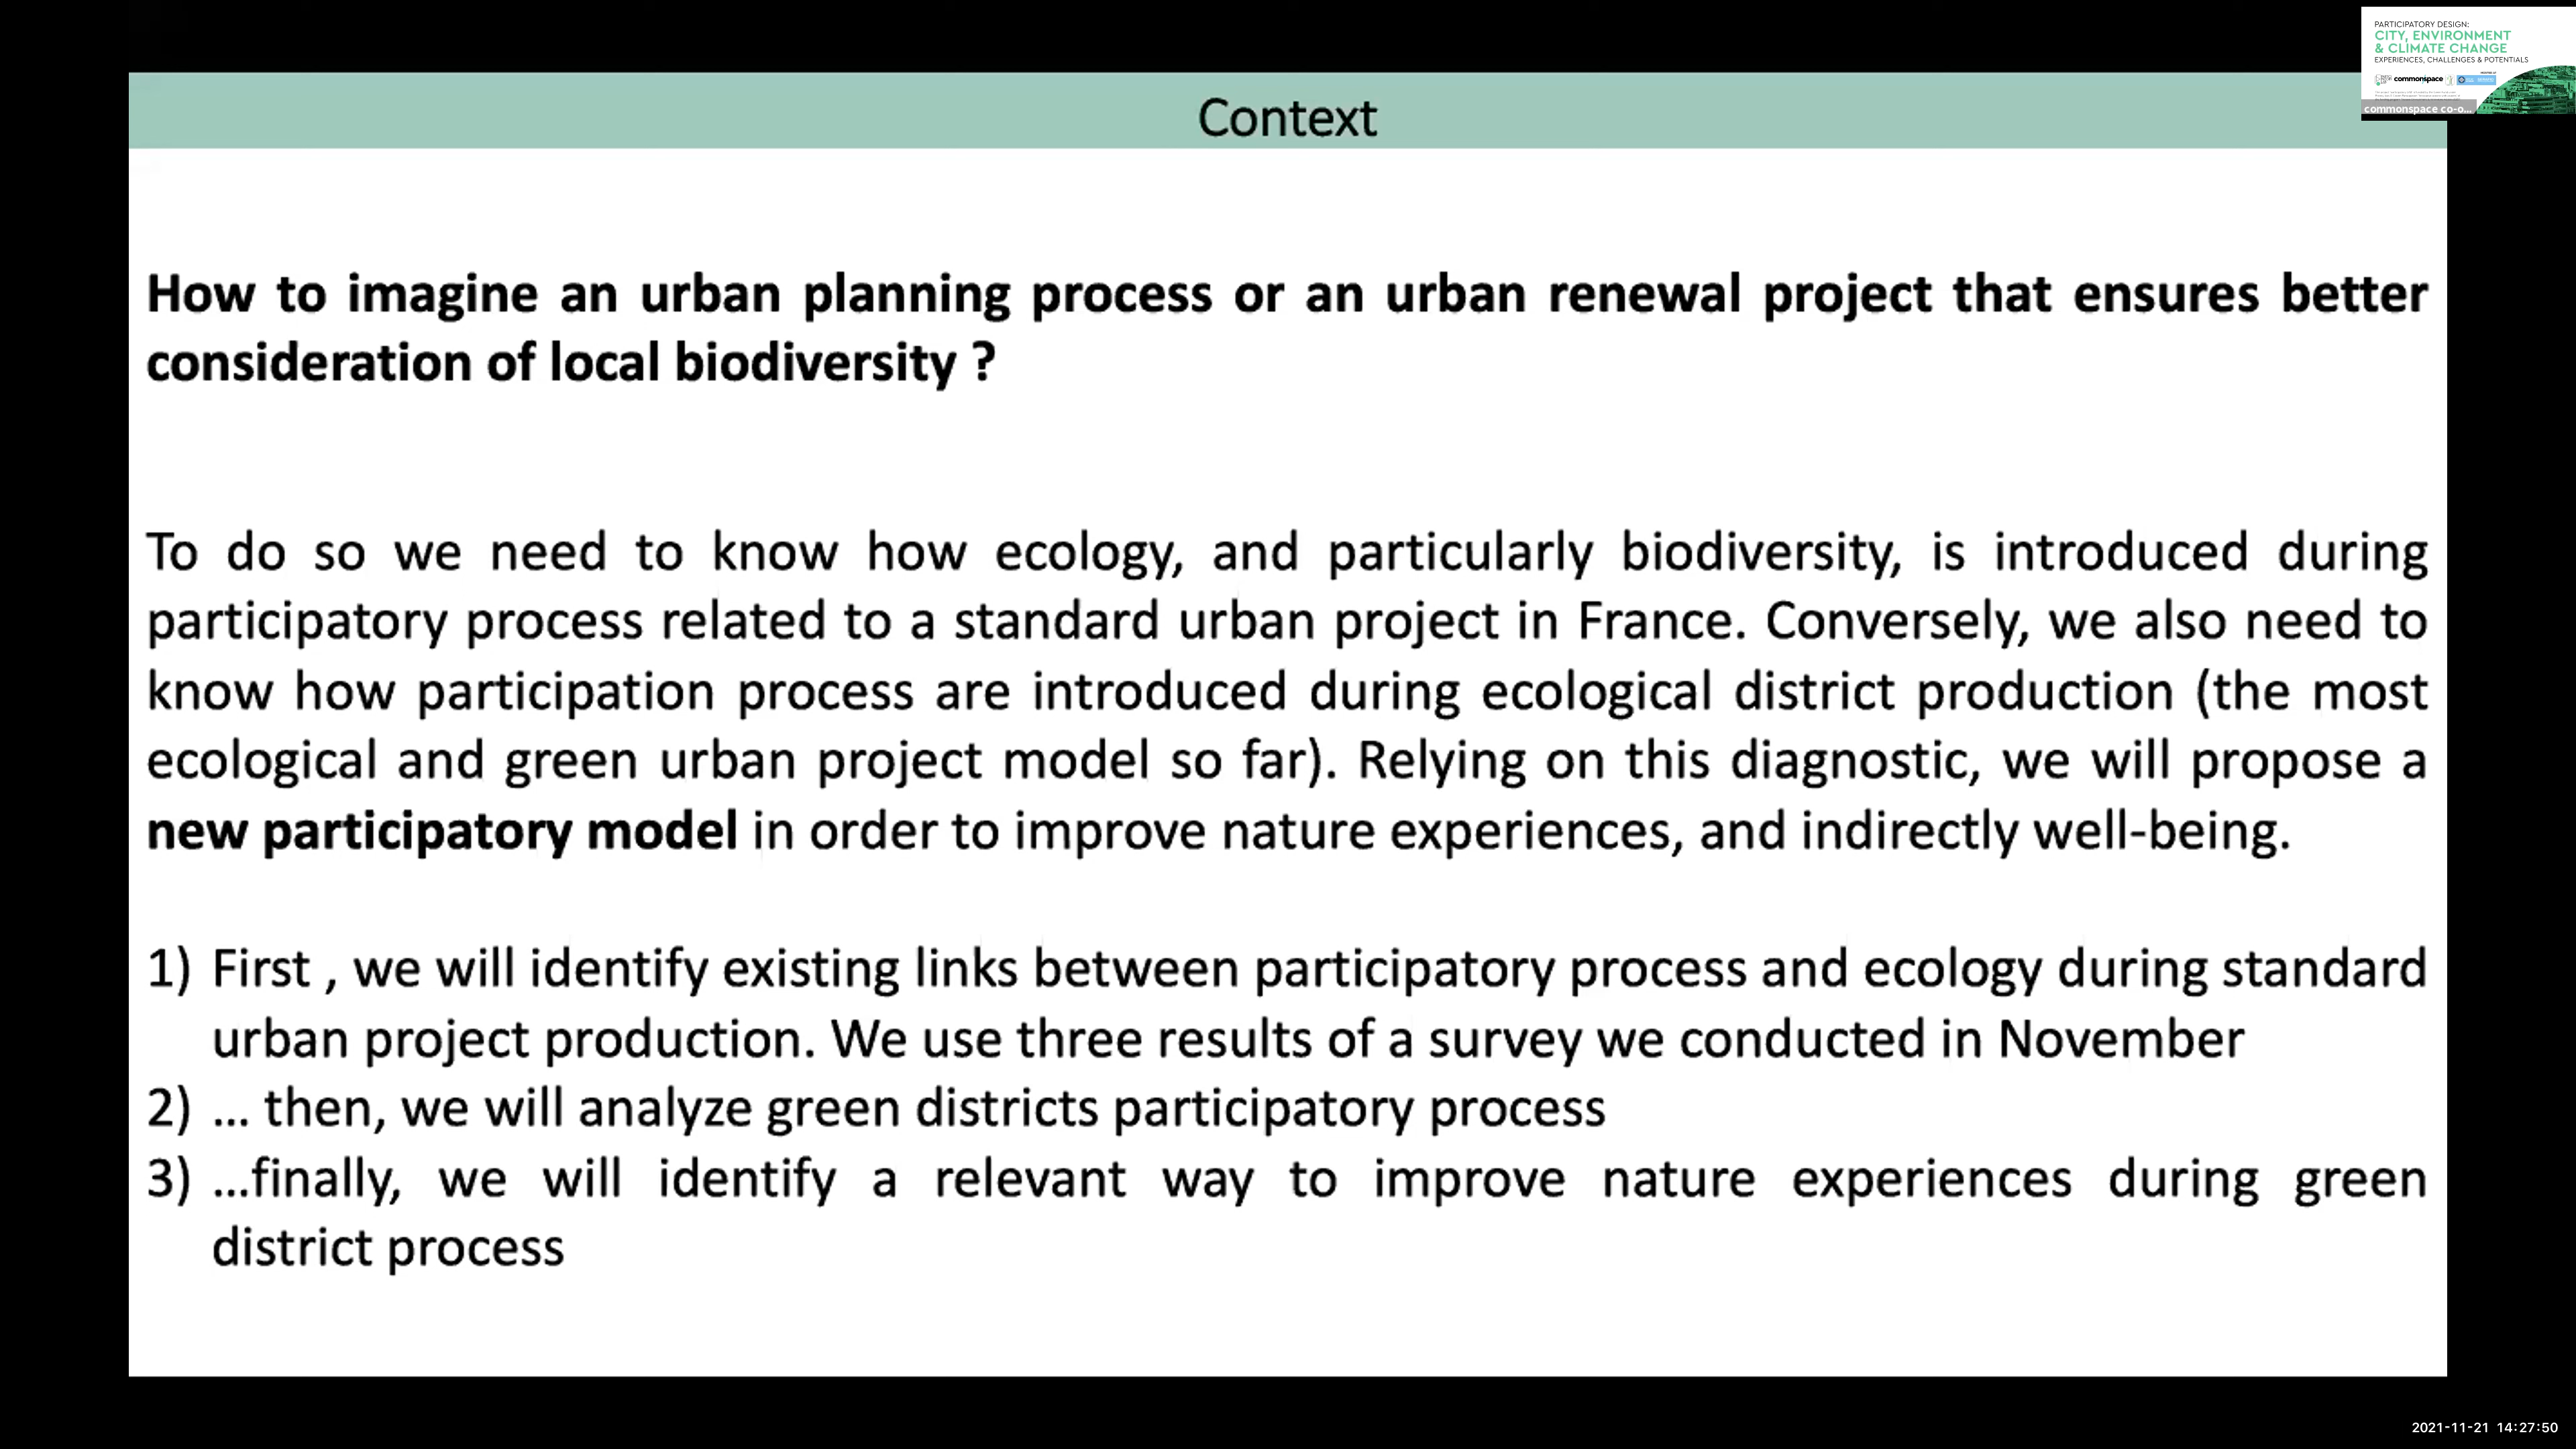 PARTICIPATORY DESIGN:
CITY, ENVIRONMENT
& CLIMATE CHANGE
EXPERIENCES, CHALLENGES & POTENTIALS
commonspace
commonspace co-o...
Context
How to imagine an urban planning process or an urban renewal project that ensures better
consideration of local biodiversity ?
To do so we need to know how ecology, and particularly biodiversity, is introduced during
participatory process related to a standard urban project in France. Conversely, we also need to
know how participation process are introduced during ecological district production (the most
ecological and green urban project model so far). Relying on this diagnostic, we will propose a
new participatory model in order to improve nature experiences, and indirectly well-being.
1) First , we will identify existing links between participatory process and ecology during standard
urban project production. We use three results of a survey we conducted in November
2) ... then, we will analyze green districts participatory process
3) ...finally, we will identify a relevant way to improve nature experiences during green
district process
2021-11-21 14:27:50